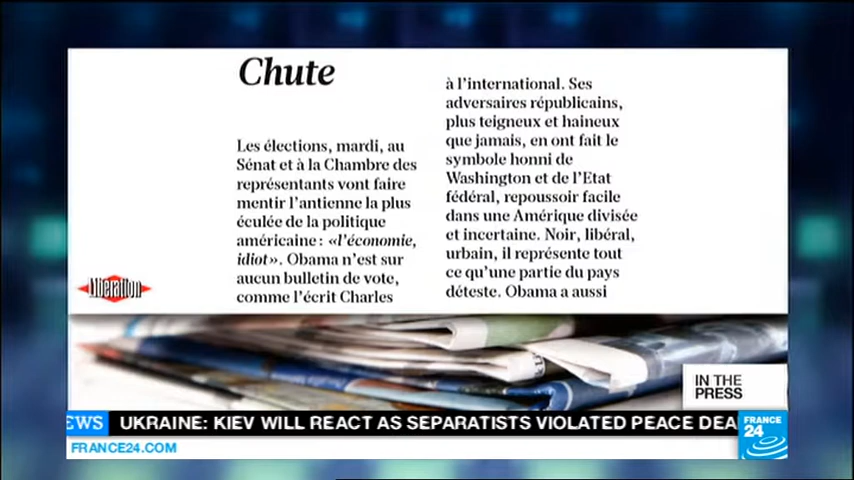 Chute
Les élections, mardi, au
Sénat et à la Chambre des
représentants vont faire
mentir l'antienne la plus
éculée de la politique
américaine : «l'économie,
idiot». Obama n'est sur
aucun bulletin de vote,
comme l'écrit Charles
à l'international. Ses
adversaires républicains,
plus teigneux et haineux
que jamais, en ont fait le
symbole honni de
Washington et de l'Etat
fédéral, repoussoir facile
dans une Amérique divisée
et incertaine. Noir, libéral,
urbain, il représente tout
ce qu'une partie du pays
déteste. Obama a aussi
Libération
IN THE
PRESS
EWS UKRAINE: KIEV WILL REACT AS SEPARATISTS VIOLATED PEACE DEA
FRANCE
24
FRANCE24.COM